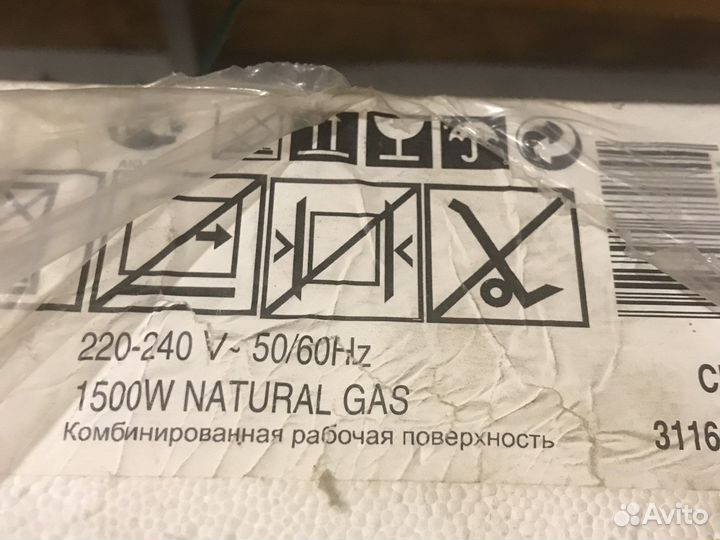 220-240 V~ 50/60Hz
1500W NATURAL GAS
Комбинированная рабочая поверхность
3116
Avito